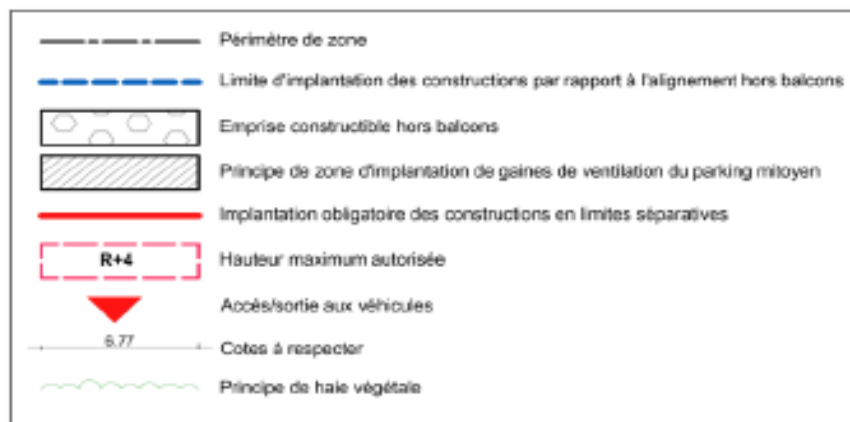 Périmètre de zone
Limite d'implantation des constructions par rapport à l'alignement hors balcons
Emprise constructible hors balcons
Principe de zone d'implantation de gaines de ventilation du parking mitoyen
Implantation obligatoire des constructions en limites séparatives
R+4 Hauteur maximum autorisée
Accès/sortie aux véhicules
6.77 Cotes à respecter
Principe de haie végétale